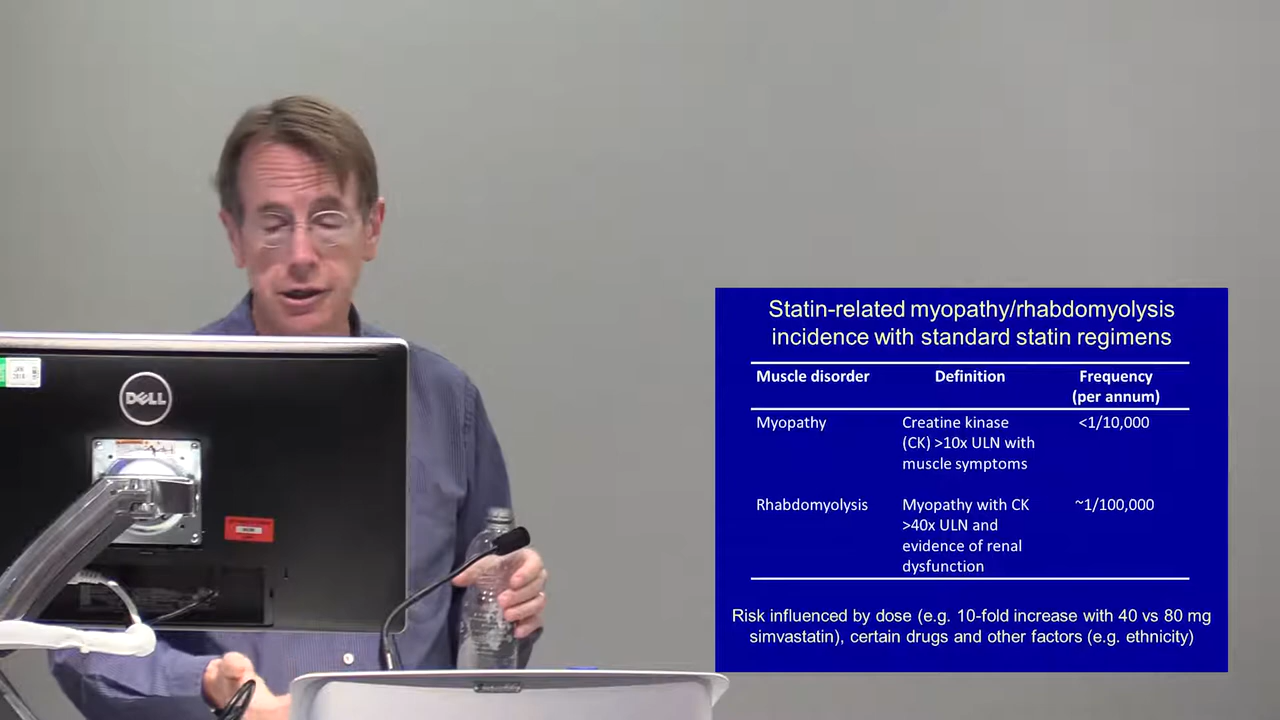 Statin-related myopathy/rhabdomyolysis
incidence with standard statin regimens
Muscle disorder Definition Frequency
(per annum)
Myopathy Creatine kinase <1/10,000
(CK) >10x ULN with
muscle symptoms
Rhabdomyolysis Myopathy with CK ~1/100,000
>40x ULN and
evidence of renal
dysfunction
Risk influenced by dose (e.g. 10-fold increase with 40 vs 80 mg
simvastatin), certain drugs and other factors (e.g. ethnicity)
DELL